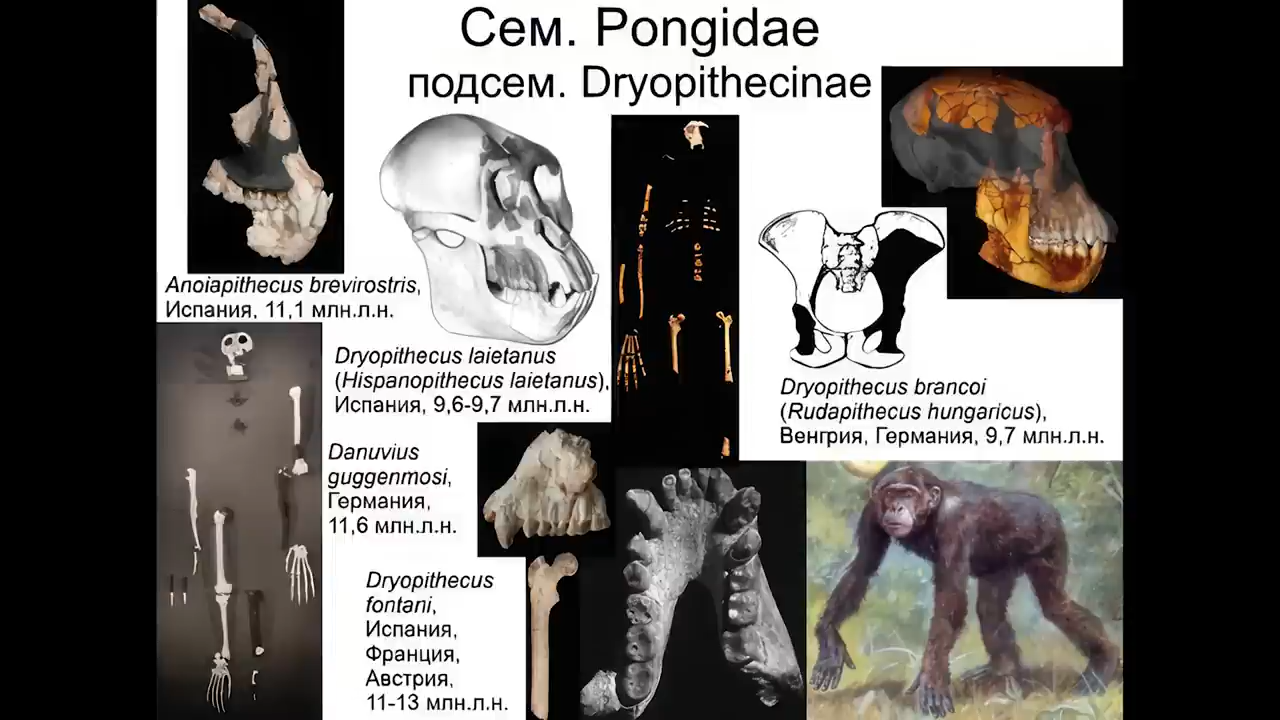 Сем. Pongidae
подсем. Dryopithecinae
Anoiapithecus brevirostris,
Испания, 11,1 млн.л.н.
Dryopithecus laietanus
(Hispanopithecus laietanus),
Испания, 9,6-9,7 млн.л.н.
Dryopithecus brancoi
(Rudapithecus hungaricus),
Венгрия, Германия, 9,7 млн.л.н.
Danuvius
guggenmosi,
Германия,
11,6 млн.л.н.
Dryopithecus
fontani,
Испания,
Франция,
Австрия,
11-13 млн.л.н.